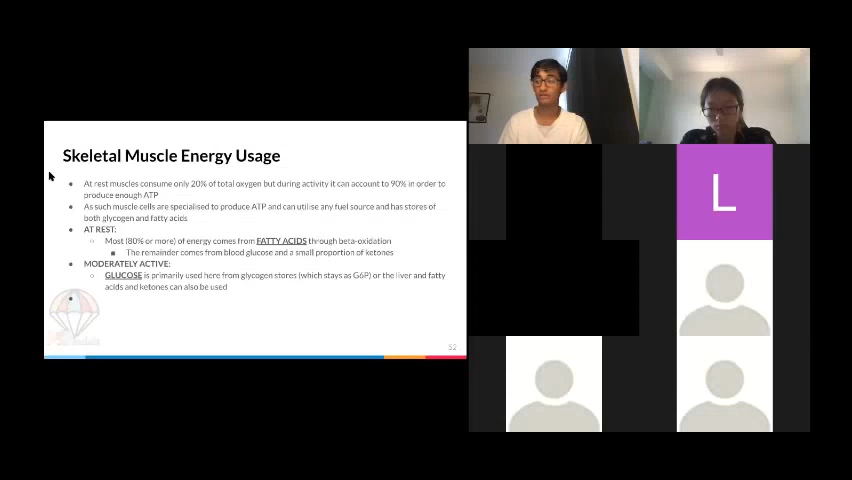 Skeletal Muscle Energy Usage
● At rest muscles consume only 20% of total oxygen but during activity it can account to 90% in order to
produce enough ATP
● As such muscle cells are specialised to produce ATP and can utilise any fuel source and has stores of
both glycogen and fatty acids
● AT REST:
○ Most (80% or more) of energy comes from FATTY ACIDS through beta-oxidation
■ The remainder comes from blood glucose and a small proportion of ketones
● MODERATELY ACTIVE:
○ GLUCOSE is primarily used here from glycogen stores (which stays as G6P) or the liver and fatty
acids and ketones can also be used
●
52
L